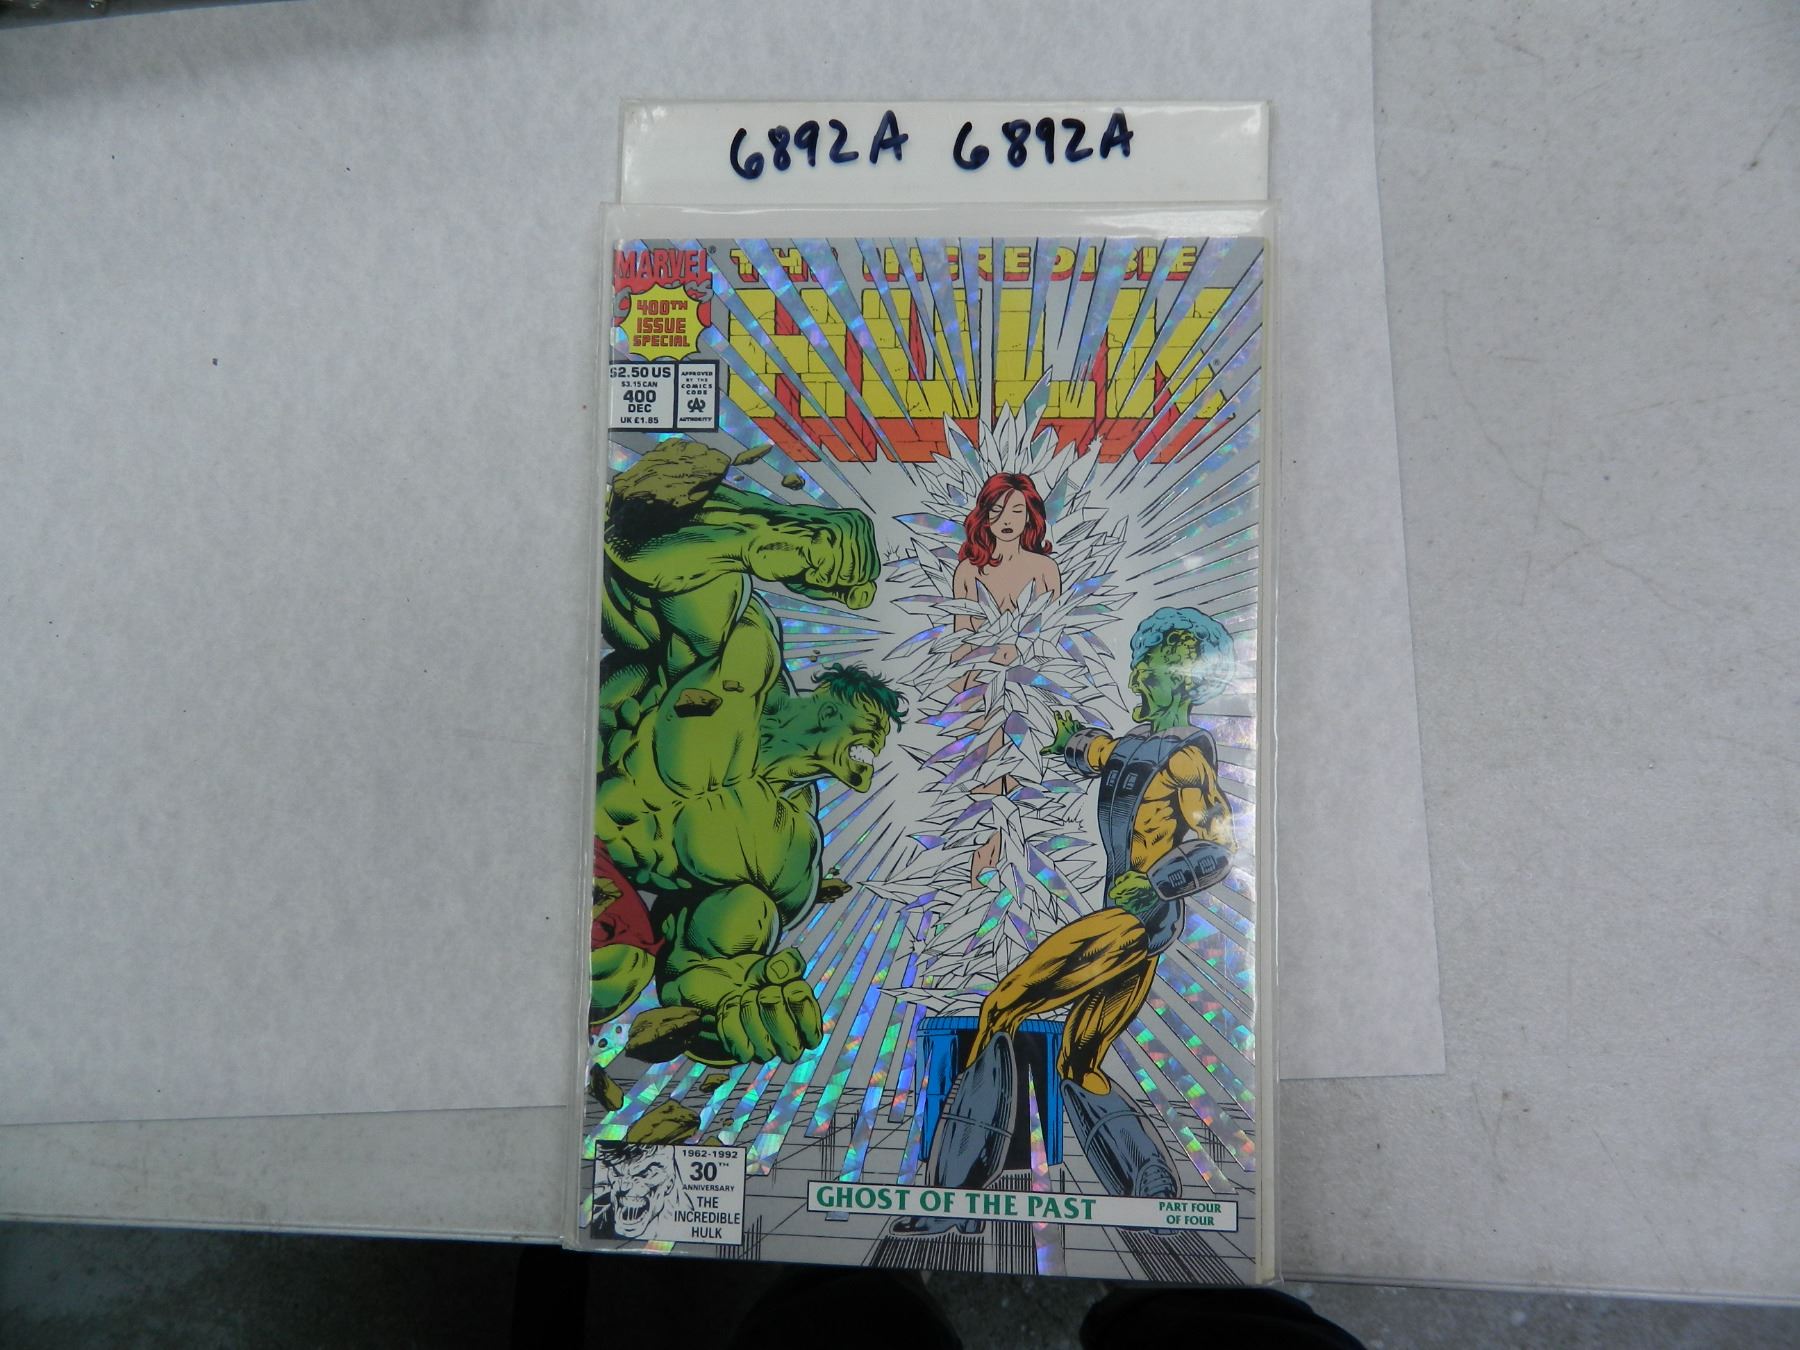 6892A 6892A
MARVEL®
COMICS
THE INCREDIBLE
HULK®
400TH
ISSUE
SPECIAL
$2.50 US
$3.15 CAN
400
DEC
UK £1.85
APPROVED
BY THE
COMICS
CODE
CA
AUTHORITY
1962-1992
30TH
ANNIVERSARY
THE
INCREDIBLE
HULK
GHOST OF THE PAST
PART FOUR
OF FOUR